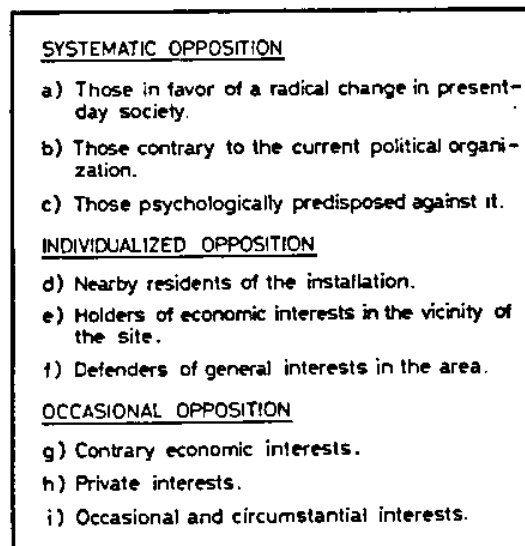 SYSTEMATIC OPPOSITION
a) Those in favor of a radical change in present-
day society.
b) Those contrary to the current political organi-
zation.
c) Those psychologically predisposed against it.
INDIVIDUALIZED OPPOSITION
d) Nearby residents of the installation.
e) Holders of economic interests in the vicinity of
the site.
f) Defenders of general interests in the area.
OCCASIONAL OPPOSITION
g) Contrary economic interests.
h) Private interests.
i) Occasional and circumstantial interests.